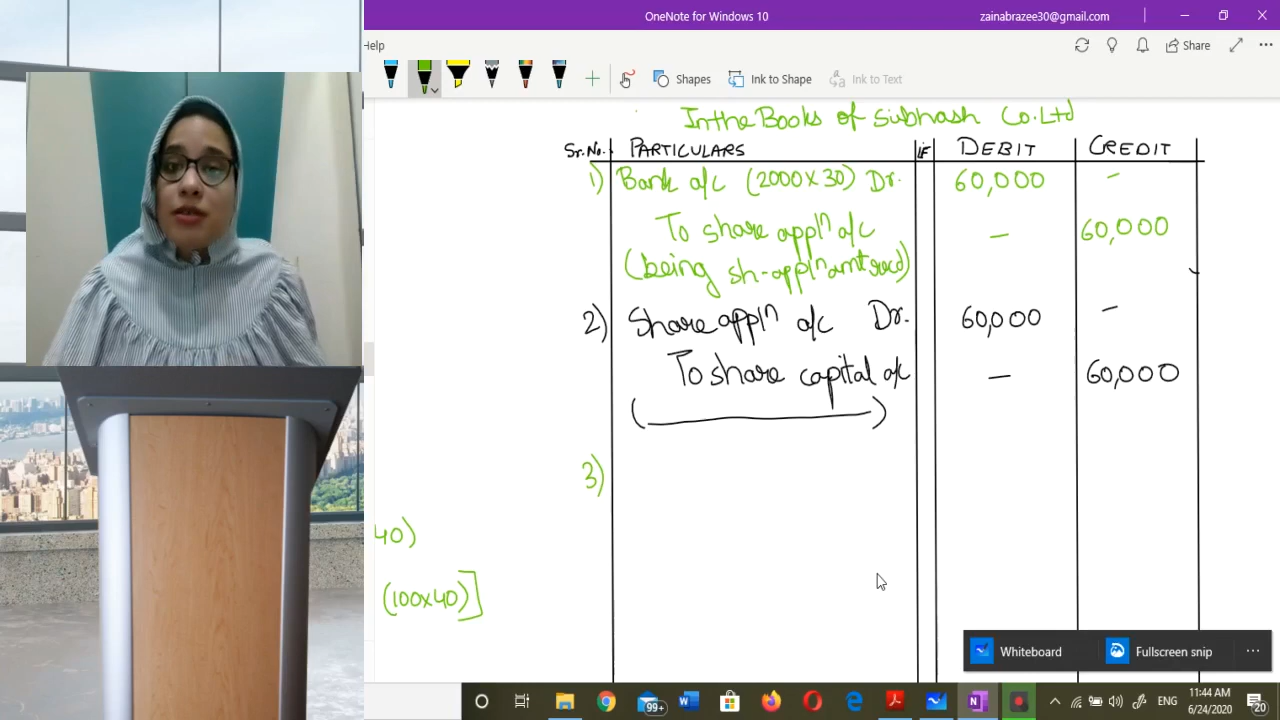 OneNote for Windows 10
zainabrazee30@gmail.com
Help
Share
Shapes
Ink to Shape
Ink to Text
In the Books of Subhash Co. Ltd
Sr. No. PARTICULARS LF DEBIT CREDIT
1) Bank a/c (2000 x 30) Dr. 60,000 -
To share applⁿ a/c - 60,000
(being sh-applⁿ amt recd)
2) Share applⁿ a/c Dr. 60,000 -
To share capital a/c - 60,000
3)
40)
(100x40)]
Whiteboard
Fullscreen snip
99+
ENG
11:44 AM
6/24/2020
20